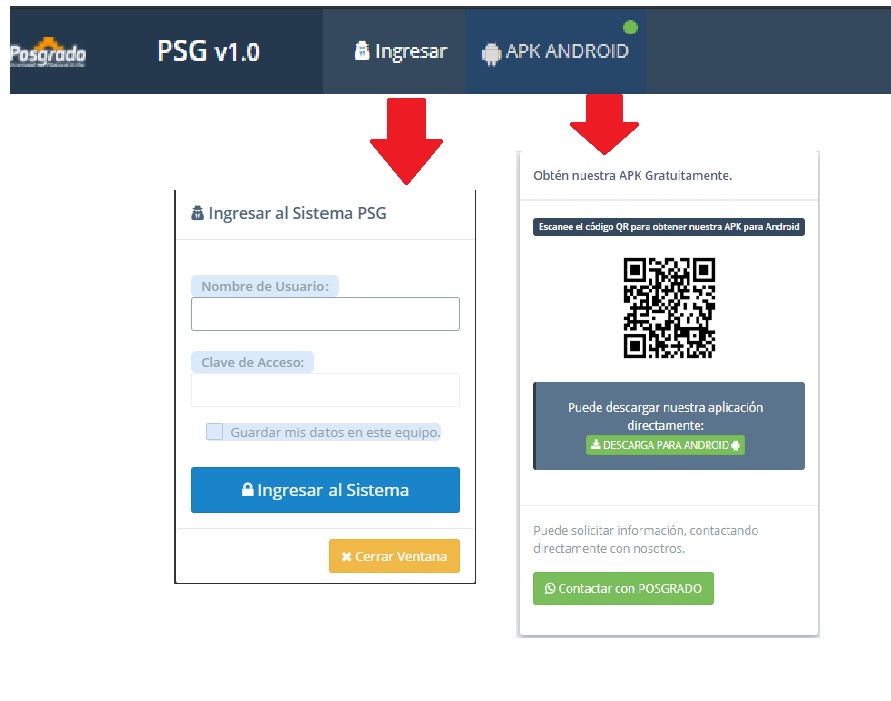 Posgrado
PSG v1.0
Ingresar
APK ANDROID
Ingresar al Sistema PSG
Nombre de Usuario:
Clave de Acceso:
Guardar mis datos en este equipo.
Ingresar al Sistema
Cerrar Ventana
Obtén nuestra APK Gratuitamente.
Escanee el código QR para obtener nuestra APK para Android
Puede descargar nuestra aplicación
directamente:
DESCARGA PARA ANDROID
Puede solicitar información, contactando
directamente con nosotros.
Contactar con POSGRADO